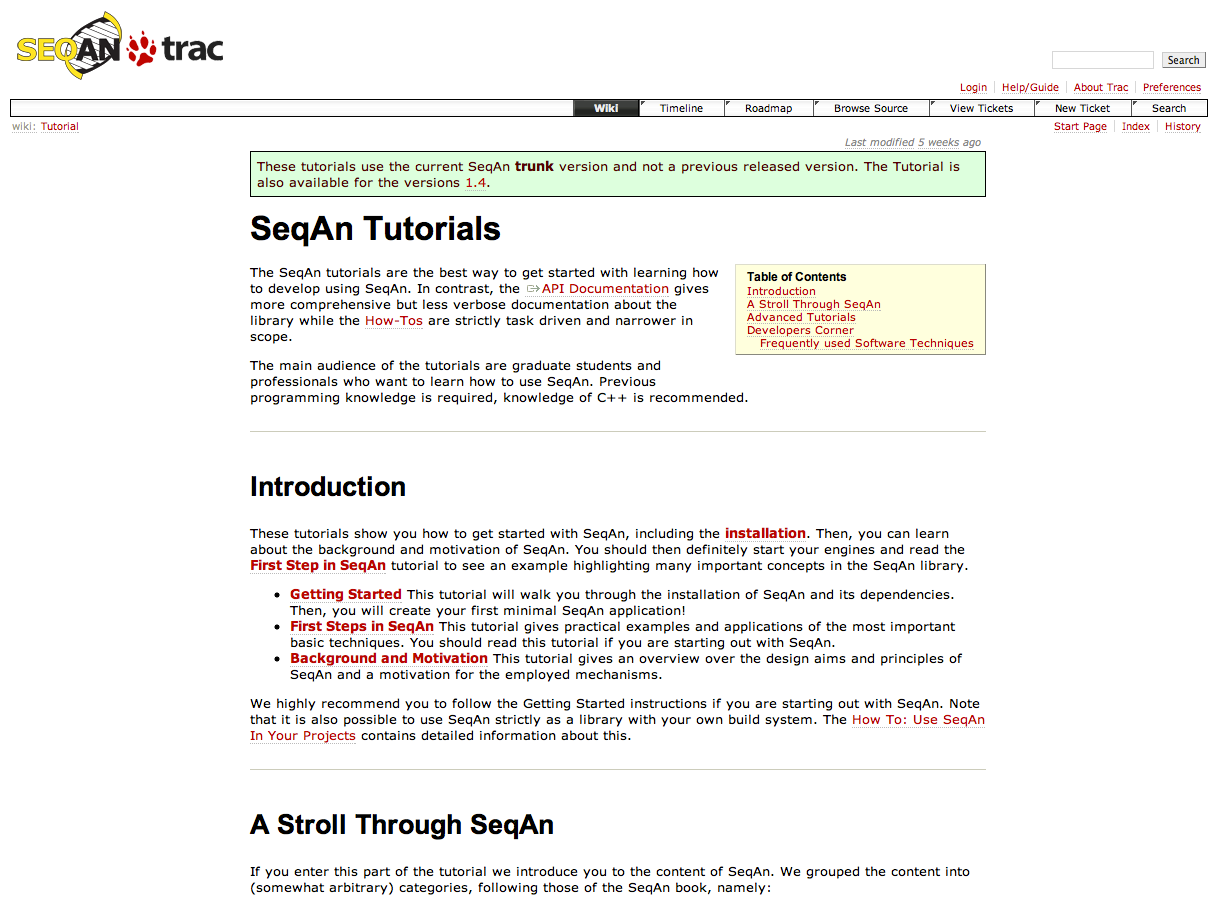 SEQAN trac
Search
Login Help/Guide About Trac Preferences
Wiki Timeline Roadmap Browse Source View Tickets New Ticket Search
wiki: Tutorial
Start Page Index History
Last modified 5 weeks ago
These tutorials use the current SeqAn trunk version and not a previous released version. The Tutorial is
also available for the versions 1.4.
SeqAn Tutorials
The SeqAn tutorials are the best way to get started with learning how
to develop using SeqAn. In contrast, the API Documentation gives
more comprehensive but less verbose documentation about the
library while the How-Tos are strictly task driven and narrower in
scope.
Table of Contents
Introduction
A Stroll Through SeqAn
Advanced Tutorials
Developers Corner
Frequently used Software Techniques
The main audience of the tutorials are graduate students and
professionals who want to learn how to use SeqAn. Previous
programming knowledge is required, knowledge of C++ is recommended.
Introduction
These tutorials show you how to get started with SeqAn, including the installation. Then, you can learn
about the background and motivation of SeqAn. You should then definitely start your engines and read the
First Step in SeqAn tutorial to see an example highlighting many important concepts in the SeqAn library.
• Getting Started This tutorial will walk you through the installation of SeqAn and its dependencies.
Then, you will create your first minimal SeqAn application!
• First Steps in SeqAn This tutorial gives practical examples and applications of the most important
basic techniques. You should read this tutorial if you are starting out with SeqAn.
• Background and Motivation This tutorial gives an overview over the design aims and principles of
SeqAn and a motivation for the employed mechanisms.
We highly recommend you to follow the Getting Started instructions if you are starting out with SeqAn. Note
that it is also possible to use SeqAn strictly as a library with your own build system. The How To: Use SeqAn
In Your Projects contains detailed information about this.
A Stroll Through SeqAn
If you enter this part of the tutorial we introduce you to the content of SeqAn. We grouped the content into
(somewhat arbitrary) categories, following those of the SeqAn book, namely: